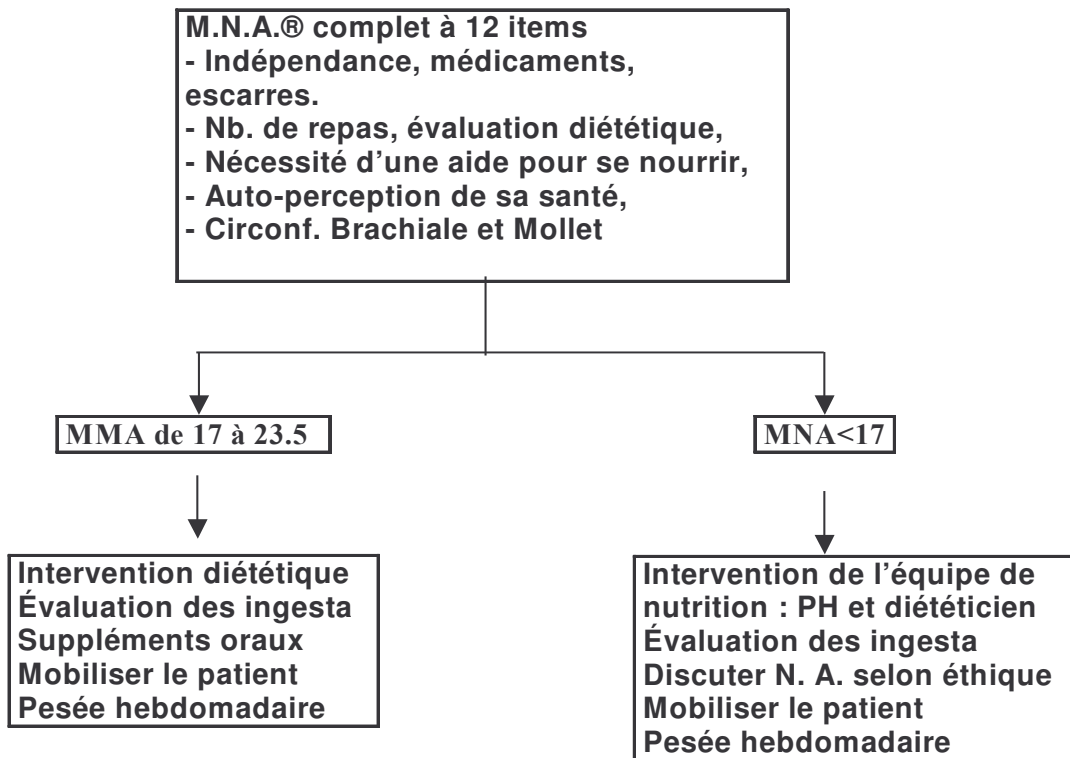 M.N.A.® complet à 12 items
- Indépendance, médicaments,
escarres.
- Nb. de repas, évaluation diététique,
- Nécessité d'une aide pour se nourrir,
- Auto-perception de sa santé,
- Circonf. Brachiale et Mollet
MMA de 17 à 23.5
MNA<17
Intervention diététique
Évaluation des ingesta
Suppléments oraux
Mobiliser le patient
Pesée hebdomadaire
Intervention de l'équipe de
nutrition : PH et diététicien
Évaluation des ingesta
Discuter N. A. selon éthique
Mobiliser le patient
Pesée hebdomadaire